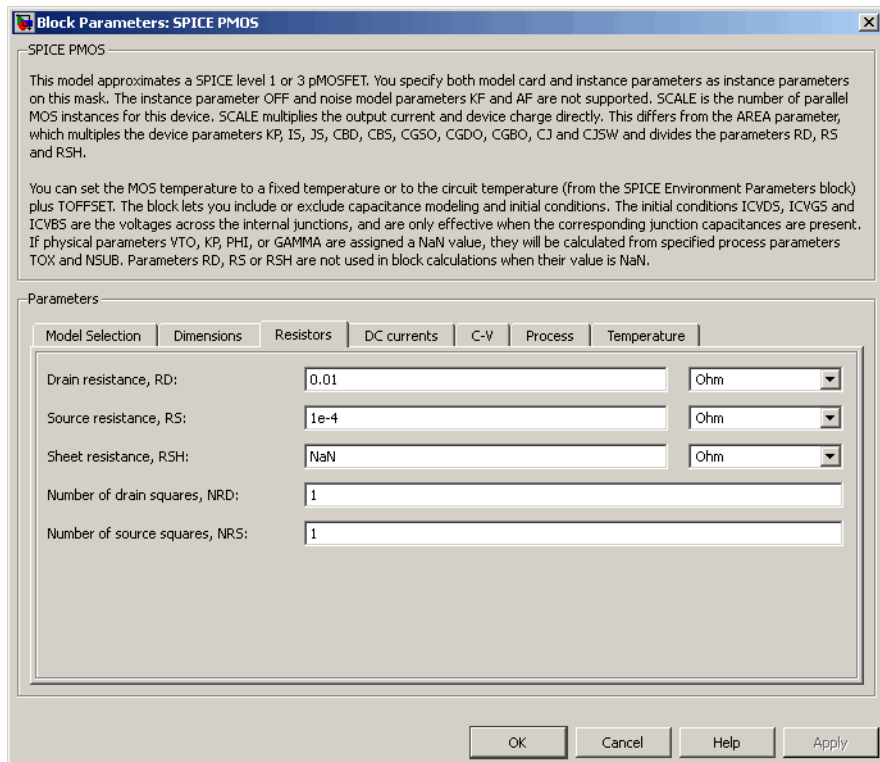 Block Parameters: SPICE PMOS
SPICE PMOS
This model approximates a SPICE level 1 or 3 pMOSFET. You specify both model card and instance parameters as instance parameters
on this mask. The instance parameter OFF and noise model parameters KF and AF are not supported. SCALE is the number of parallel
MOS instances for this device. SCALE multiplies the output current and device charge directly. This differs from the AREA parameter,
which multiples the device parameters KP, IS, JS, CBD, CBS, CGSO, CGDO, CGBO, CJ and CJSW and divides the parameters RD, RS
and RSH.
You can set the MOS temperature to a fixed temperature or to the circuit temperature (from the SPICE Environment Parameters block)
plus TOFFSET. The block lets you include or exclude capacitance modeling and initial conditions. The initial conditions ICVDS, ICVGS and
ICVBS are the voltages across the internal junctions, and are only effective when the corresponding junction capacitances are present.
If physical parameters VTO, KP, PHI, or GAMMA are assigned a NaN value, they will be calculated from specified process parameters
TOX and NSUB. Parameters RD, RS or RSH are not used in block calculations when their value is NaN.
Parameters
Model Selection Dimensions Resistors DC currents C-V Process Temperature
Drain resistance, RD: 0.01 Ohm
Source resistance, RS: 1e-4 Ohm
Sheet resistance, RSH: NaN Ohm
Number of drain squares, NRD: 1
Number of source squares, NRS: 1
OK Cancel Help Apply